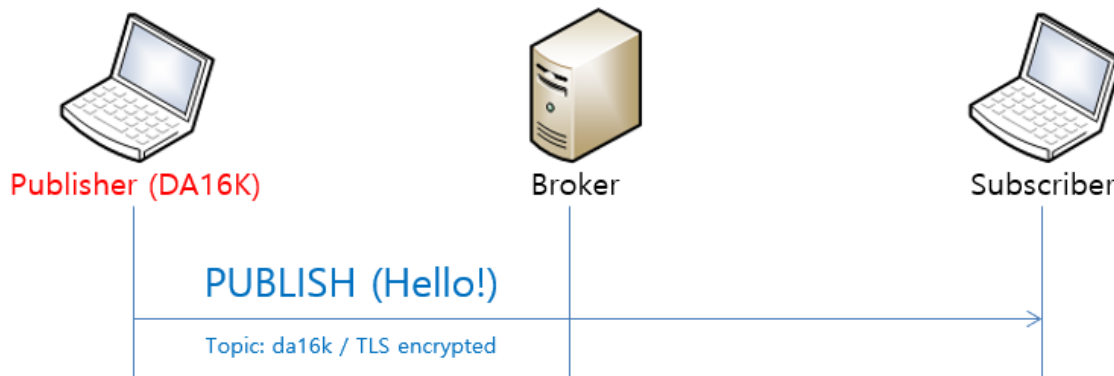 Publisher (DA16K)
Broker
Subscriber
PUBLISH (Hello!)
Topic: da16k / TLS encrypted